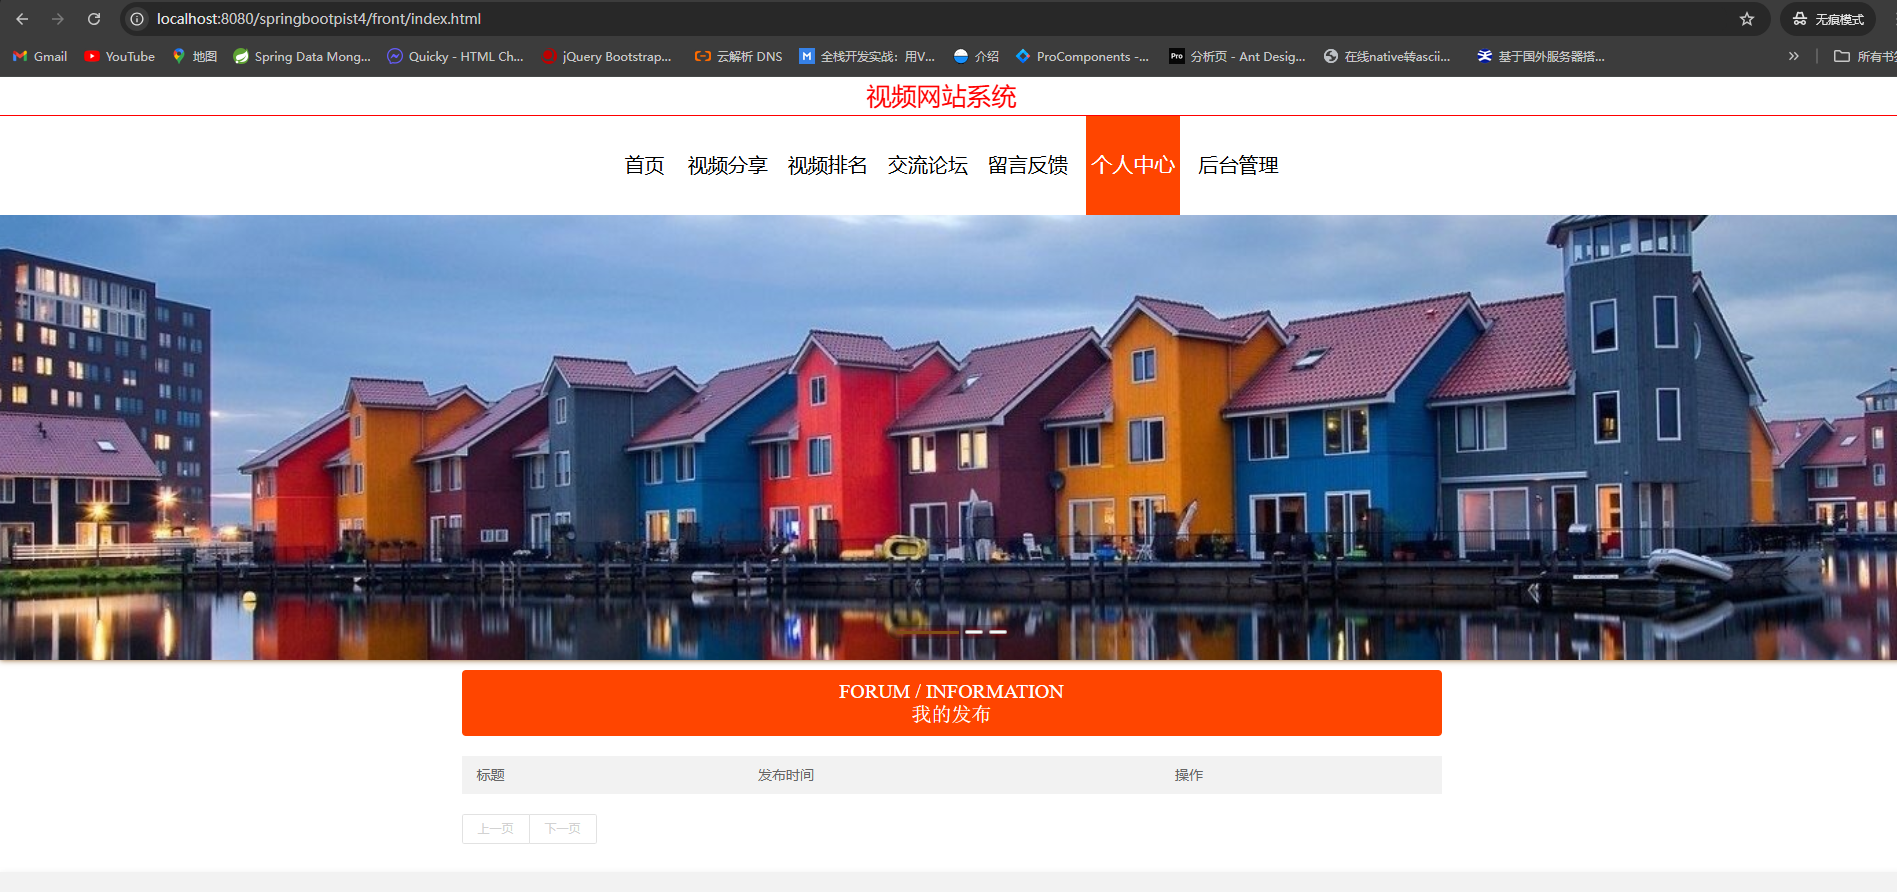 localhost:8080/springbootpist4/front/index.html
无痕模式
Gmail
YouTube
地图
Spring Data Mong...
Quicky - HTML Ch...
jQuery Bootstrap...
云解析 DNS
全栈开发实战：用V...
介绍
ProComponents -...
Pro
分析页 - Ant Desig...
在线native转ascii...
基于国外服务器搭...
所有书签
视频网站系统
首页 视频分享 视频排名 交流论坛 留言反馈 个人中心 后台管理
FORUM / INFORMATION
我的发布
标题 发布时间 操作
上一页 下一页